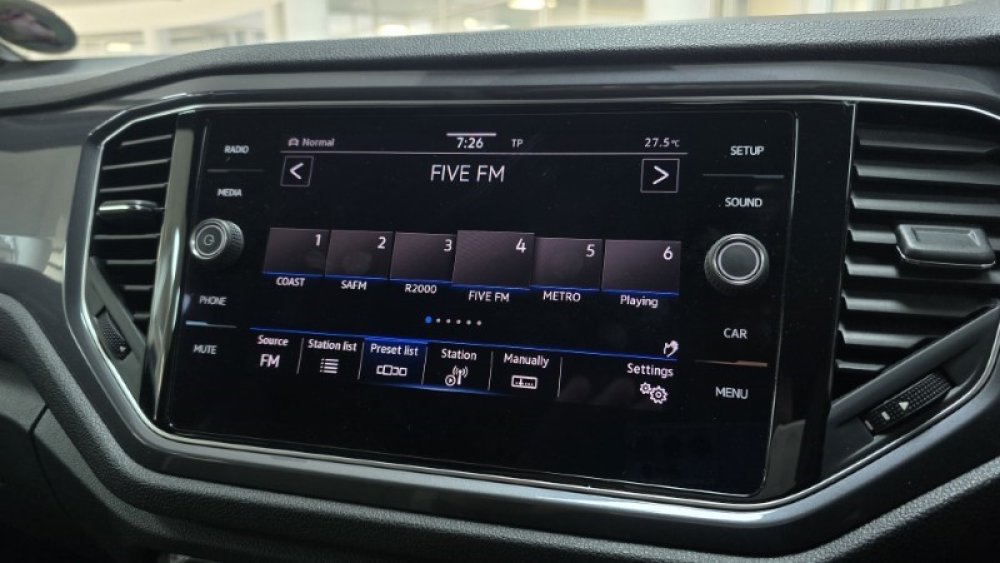 RADIO
MEDIA
PHONE
MUTE
Normal 7:26 TP 27.5°C
< FIVE FM >
1 2 3 4 5 6
COAST SAFM R2000 FIVE FM METRO Playing
Source Station list Preset list Station Manually Settings
FM
SETUP
SOUND
CAR
MENU